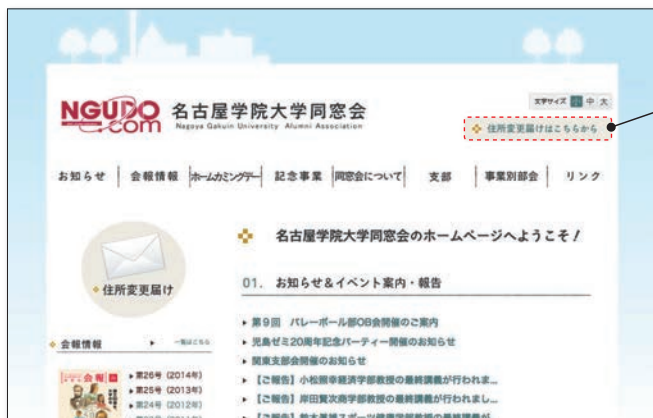 NGUDO
.com
名古屋学院大学同窓会
Nagoya Gakuin University Alumni Association
文字サイズ 小 中 大
住所変更届けはこちらから
お知らせ 会報情報 ホームカミングデー 記念事業 同窓会について 支部 事業別部会 リンク
名古屋学院大学同窓会のホームページへようこそ!
住所変更届け
01. お知らせ&イベント案内・報告
第9回 バレーボール部OB会開催のご案内
児島ゼミ20周年記念パーティー開催のお知らせ
関東支部会開催のお知らせ
【ご報告】小松照幸経済学部教授の最終講義が行われま...
【ご報告】岸田賢次商学部教授の最終講義が行われまし...
会報情報 一覧はこちら
会報
第26号(2014年)
第25号(2013年)
第24号(2012年)